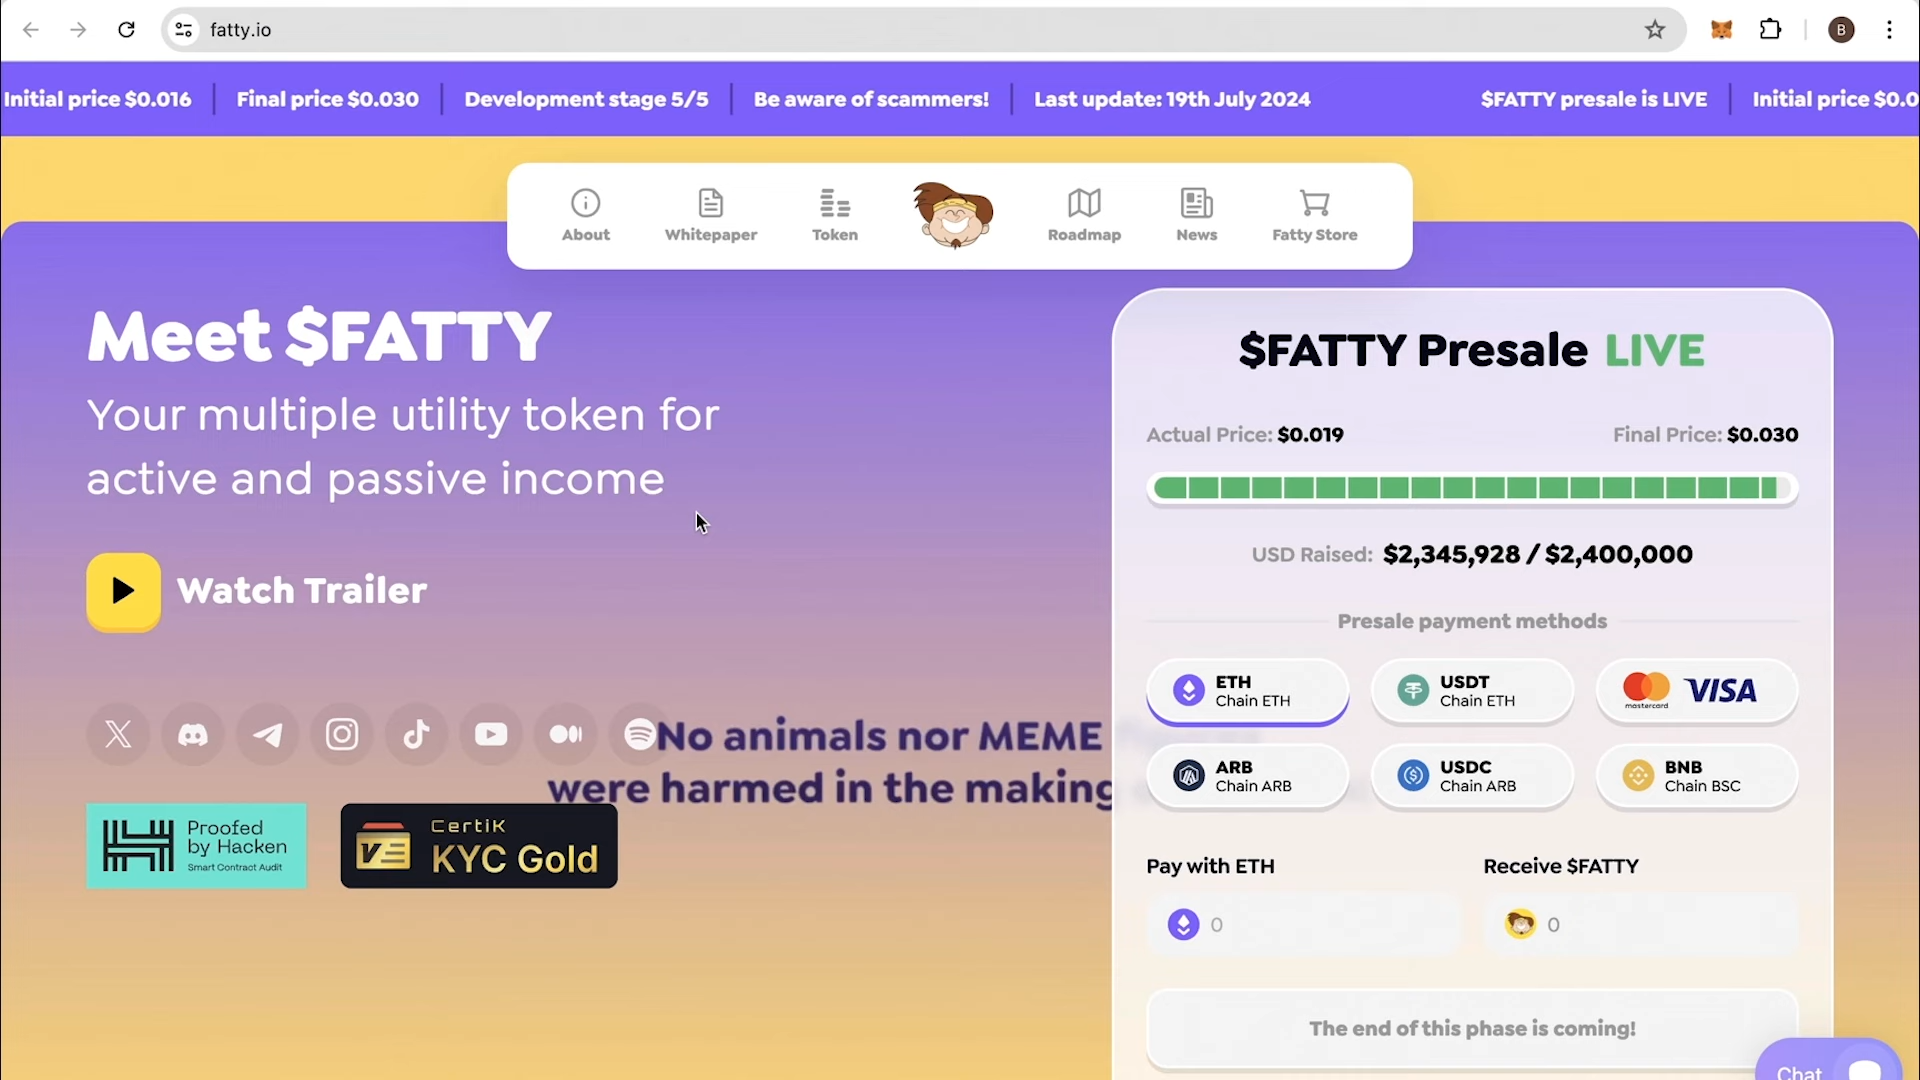 fatty.io
B
Initial price $0.016
Final price $0.030
Development stage 5/5
Be aware of scammers!
Last update: 19th July 2024
$FATTY presale is LIVE
Initial price $0.0
About
Whitepaper
Token
Roadmap
News
Fatty Store
Meet $FATTY
Your multiple utility token for
active and passive income
Watch Trailer
No animals nor MEME
were harmed in the making
Proofed
by Hacken
Smart Contract Audit
CertiK
KYC Gold
$FATTY Presale LIVE
Actual Price: $0.019
Final Price: $0.030
USD Raised: $2,345,928 / $2,400,000
Presale payment methods
ETH
Chain ETH
USDT
Chain ETH
mastercard
VISA
ARB
Chain ARB
USDC
Chain ARB
BNB
Chain BSC
Pay with ETH
Receive $FATTY
0
0
The end of this phase is coming!
Chat